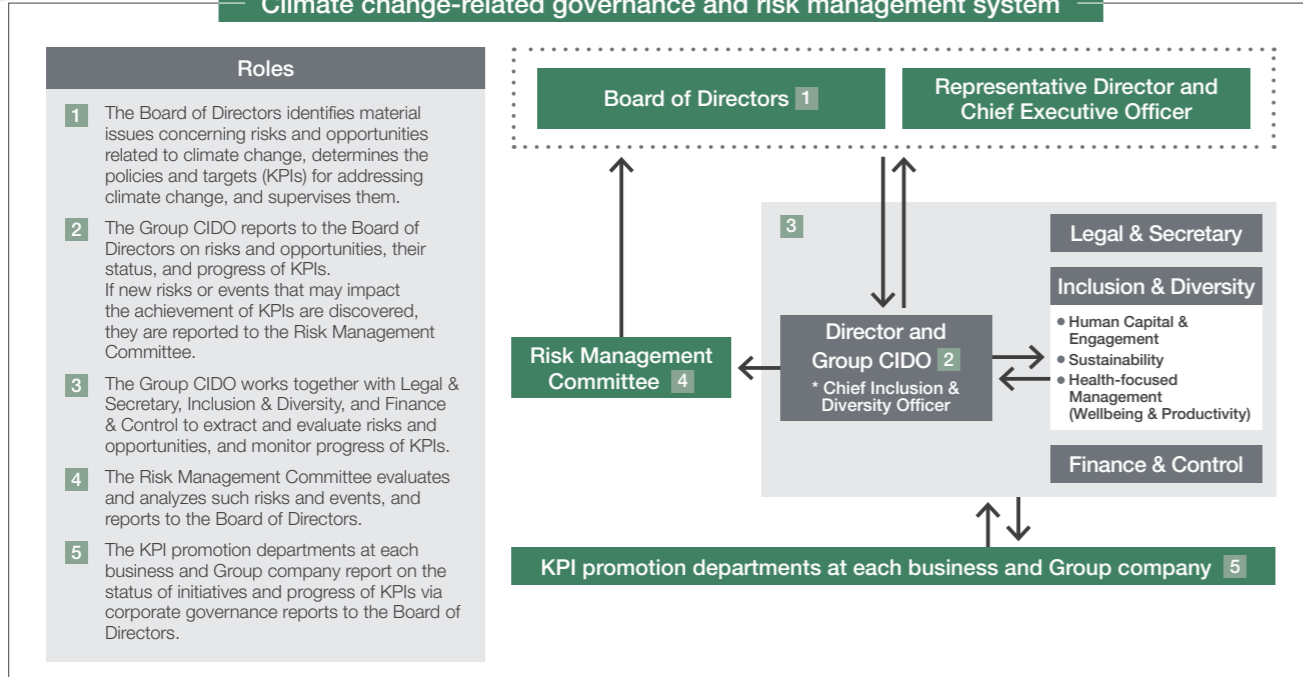 Climate change-related governance and risk management system
Roles
1 The Board of Directors identifies material
issues concerning risks and opportunities
related to climate change, determines the
policies and targets (KPIs) for addressing
climate change, and supervises them.
2 The Group CIDO reports to the Board of
Directors on risks and opportunities, their
status, and progress of KPIs.
If new risks or events that may impact
the achievement of KPIs are discovered,
they are reported to the Risk Management
Committee.
3 The Group CIDO works together with Legal &
Secretary, Inclusion & Diversity, and Finance
& Control to extract and evaluate risks and
opportunities, and monitor progress of KPIs.
4 The Risk Management Committee evaluates
and analyzes such risks and events, and
reports to the Board of Directors.
5 The KPI promotion departments at each
business and Group company report on the
status of initiatives and progress of KPIs via
corporate governance reports to the Board of
Directors.
Board of Directors 1
Representative Director and
Chief Executive Officer
3
Legal & Secretary
Inclusion & Diversity
• Human Capital &
Engagement
• Sustainability
• Health-focused
Management
(Wellbeing & Productivity)
Finance & Control
Director and
Group CIDO 2
* Chief Inclusion &
Diversity Officer
Risk Management
Committee 4
KPI promotion departments at each business and Group company 5